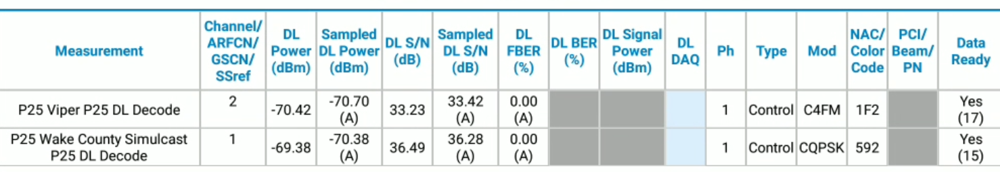 Measurement
Channel/
ARFCN/
GSCN/
SSref
DL
Power
(dBm)
Sampled
DL Power
(dBm)
DL S/N
(dB)
Sampled
DL S/N
(dB)
DL
FBER
(%)
DL BER
(%)
DL Signal
Power
(dBm)
DL
DAQ
Ph
Type
Mod
NAC/
Color
Code
PCI/
Beam/
PN
Data
Ready
P25 Viper P25 DL Decode
2
-70.42
-70.70
(A)
33.23
33.42
(A)
0.00
(A)
1
Control
C4FM
1F2
Yes
(17)
P25 Wake County Simulcast
P25 DL Decode
1
-69.38
-70.38
(A)
36.49
36.28
(A)
0.00
(A)
1
Control
CQPSK
592
Yes
(15)